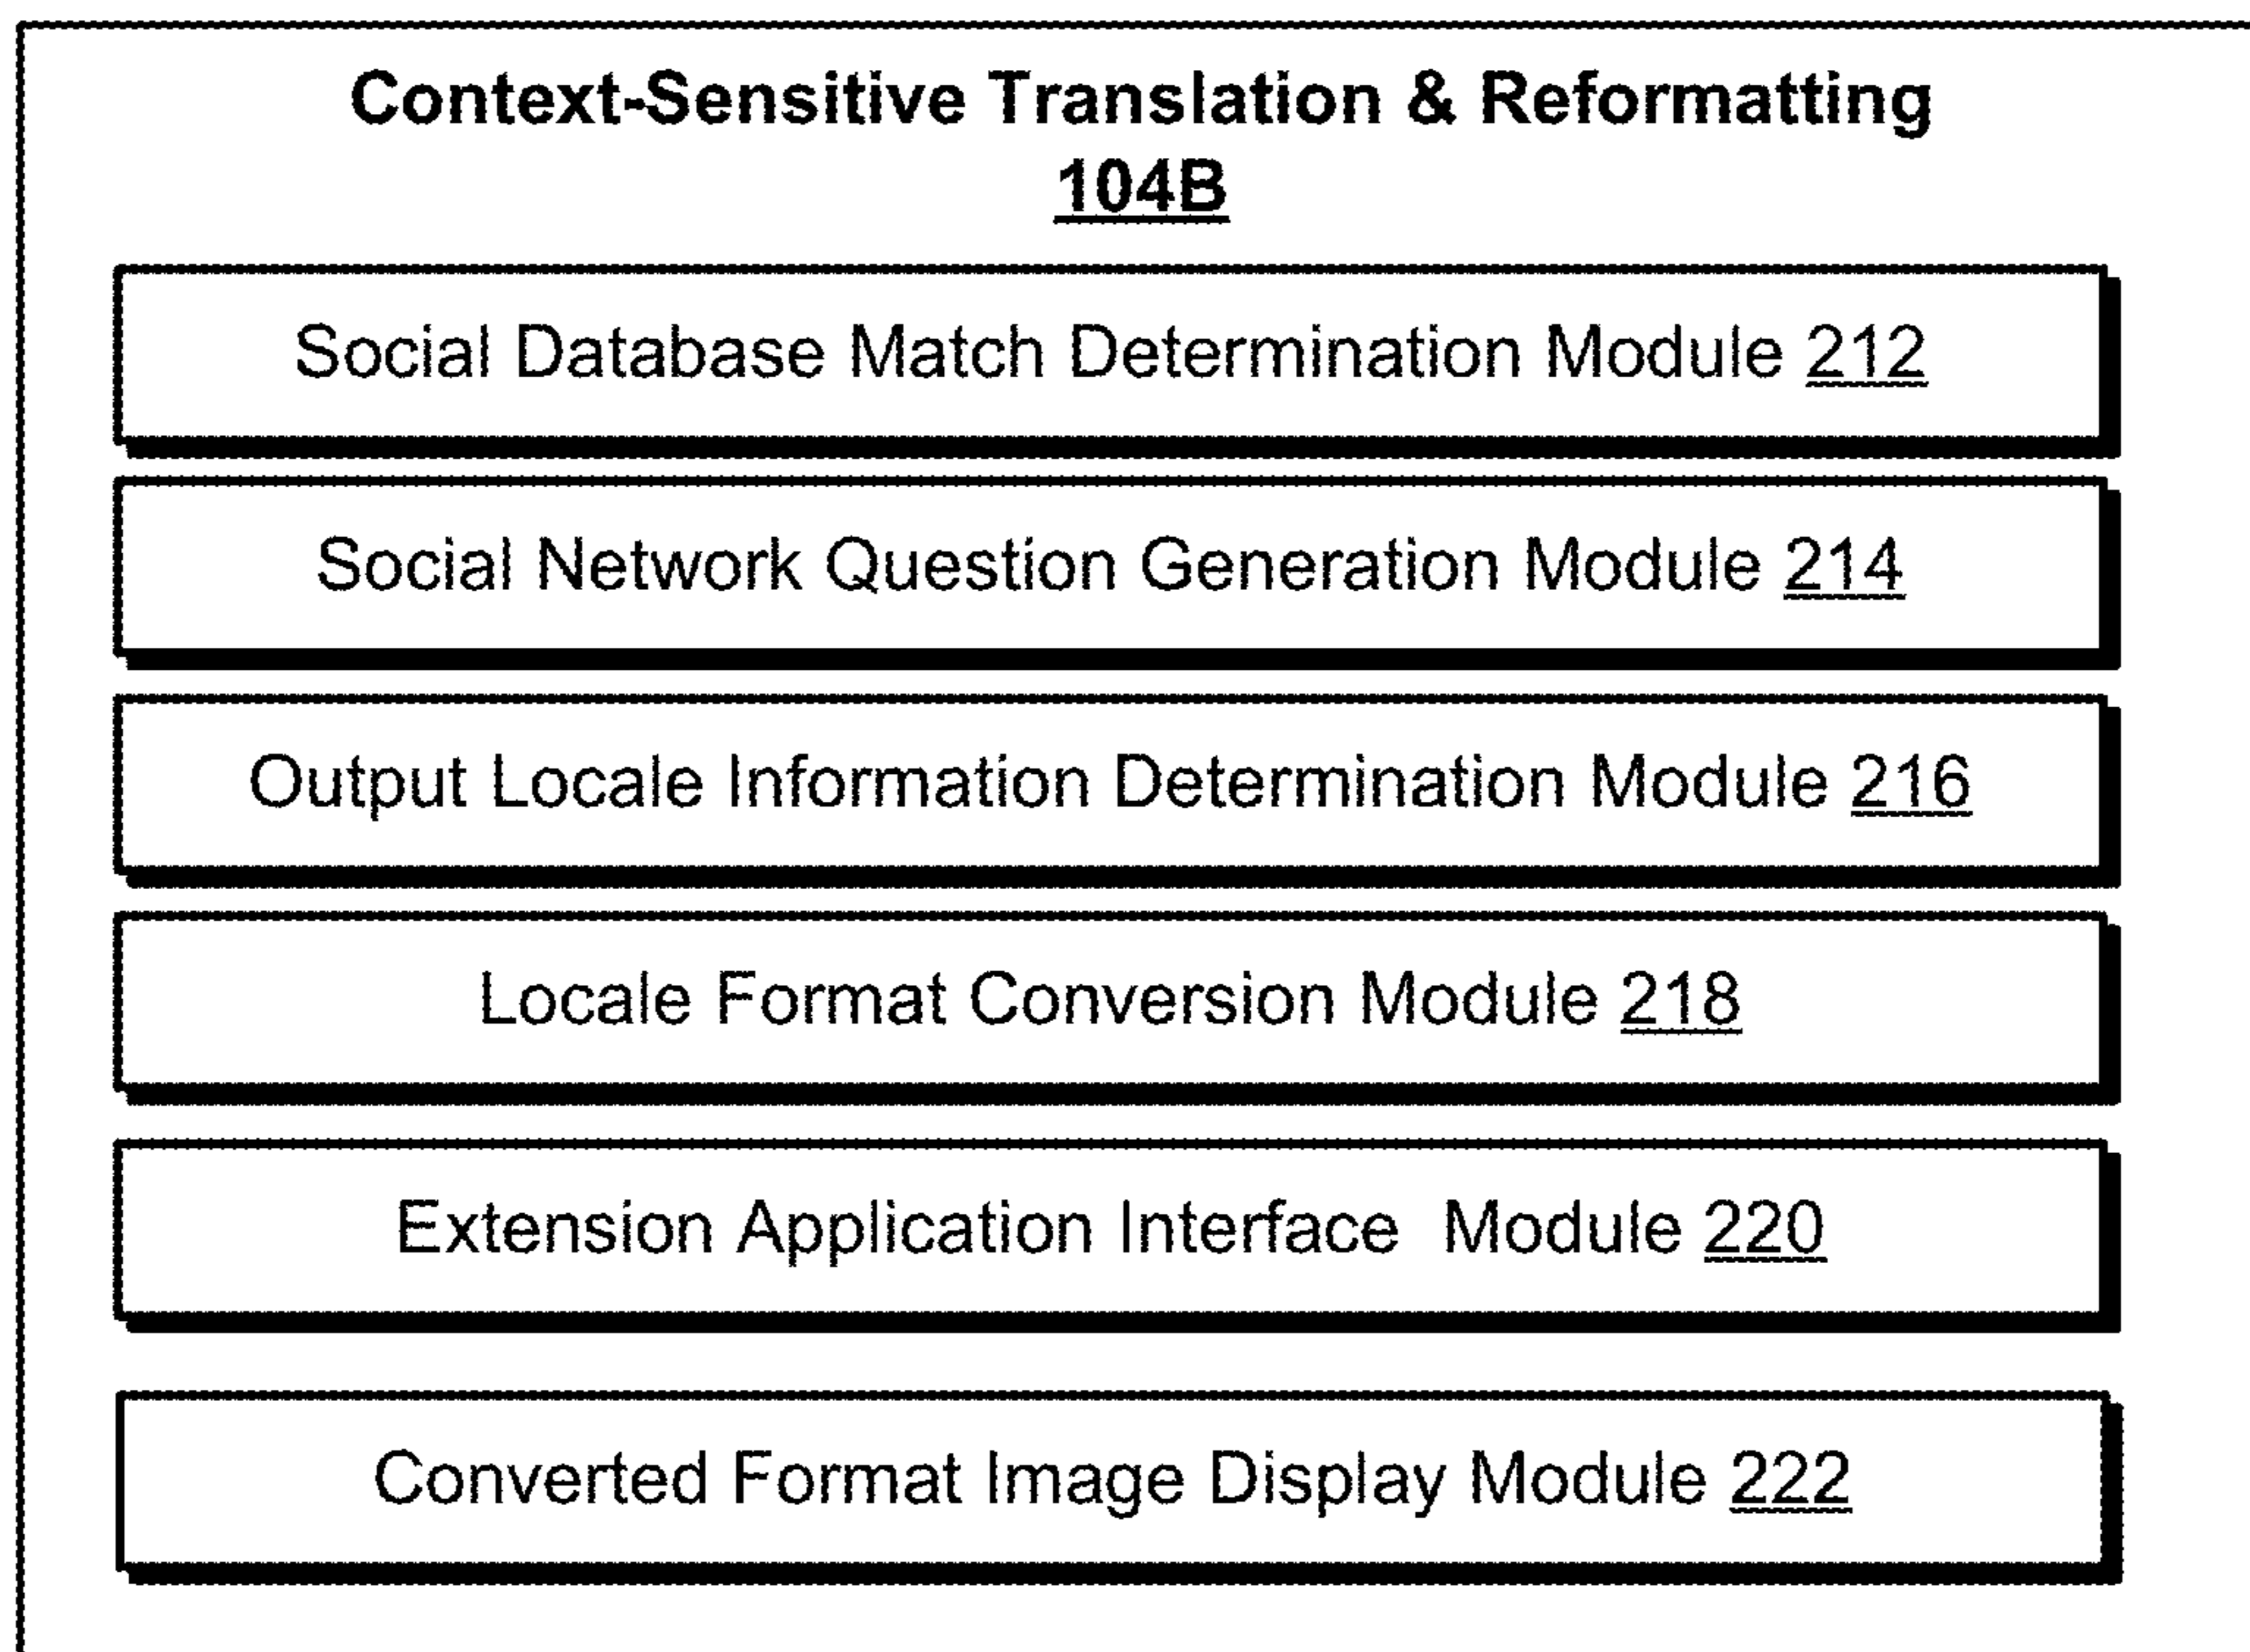 Context-Sensitive Translation & Reformatting
104B
Social Database Match Determination Module 212
Social Network Question Generation Module 214
Output Locale Information Determination Module 216
Locale Format Conversion Module 218
Extension Application Interface Module 220
Converted Format Image Display Module 222